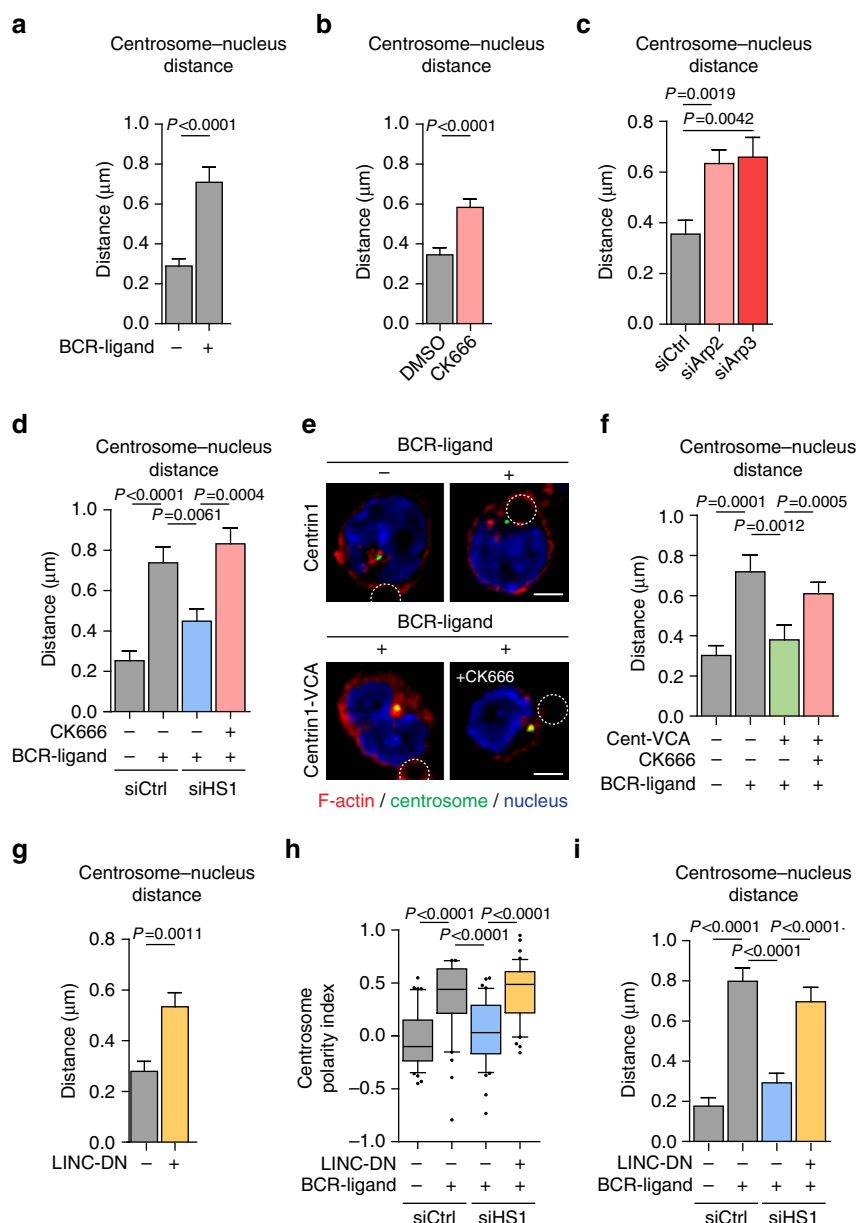 a
Centrosome–nucleus
distance
P<0.0001
1.0
0.8
0.6
0.4
0.2
0.0
Distance (μm)
BCR-ligand – +
b
Centrosome–nucleus
distance
P<0.0001
1.0
0.8
0.6
0.4
0.2
0.0
Distance (μm)
DMSO
CK666
c
Centrosome–nucleus
distance
P=0.0019
P=0.0042
0.8
0.6
0.4
0.2
0.0
Distance (μm)
siCtrl
siArp2
siArp3
d
Centrosome–nucleus
distance
P<0.0001 P=0.0004
P=0.0061
1.0
0.8
0.6
0.4
0.2
0.0
Distance (μm)
CK666 – – – +
BCR-ligand – + + +
siCtrl siHS1
e
BCR-ligand
– +
Centrin1
BCR-ligand
+ +
+CK666
Centrin1-VCA
F-actin / centrosome / nucleus
f
Centrosome–nucleus
distance
P=0.0001 P=0.0005
P=0.0012
1.0
0.8
0.6
0.4
0.2
0.0
Distance (μm)
Cent-VCA – – + +
CK666 – – – +
BCR-ligand – + + +
g
Centrosome–nucleus
distance
P=0.0011
0.8
0.6
0.4
0.2
0.0
Distance (μm)
LINC-DN – +
h
P<0.0001 P<0.0001
P<0.0001
1.0
0.5
0.0
–0.5
–1.0
Centrosome
polarity index
LINC-DN – – – +
BCR-ligand – + + +
siCtrl siHS1
i
Centrosome–nucleus
distance
P<0.0001 P<0.0001
P<0.0001
1.0
0.8
0.6
0.4
0.2
0.0
Distance (μm)
LINC-DN – – – +
BCR-ligand – + + +
siCtrl siHS1